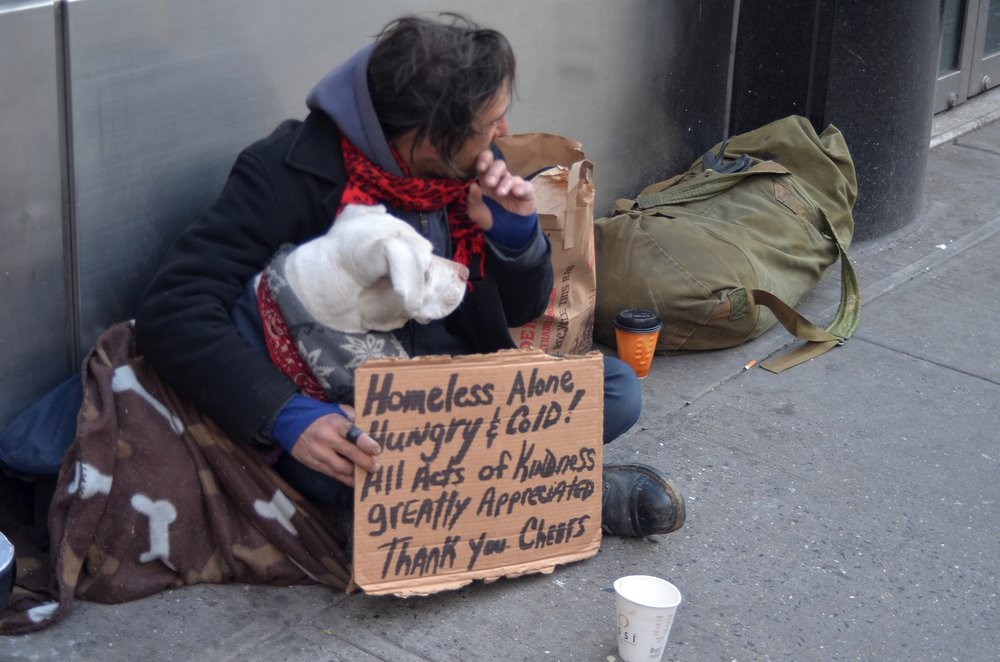 Homeless Alone,
Hungry & Cold!
All Acts of Kindness
greatly Appreciated
Thank you. Cheers